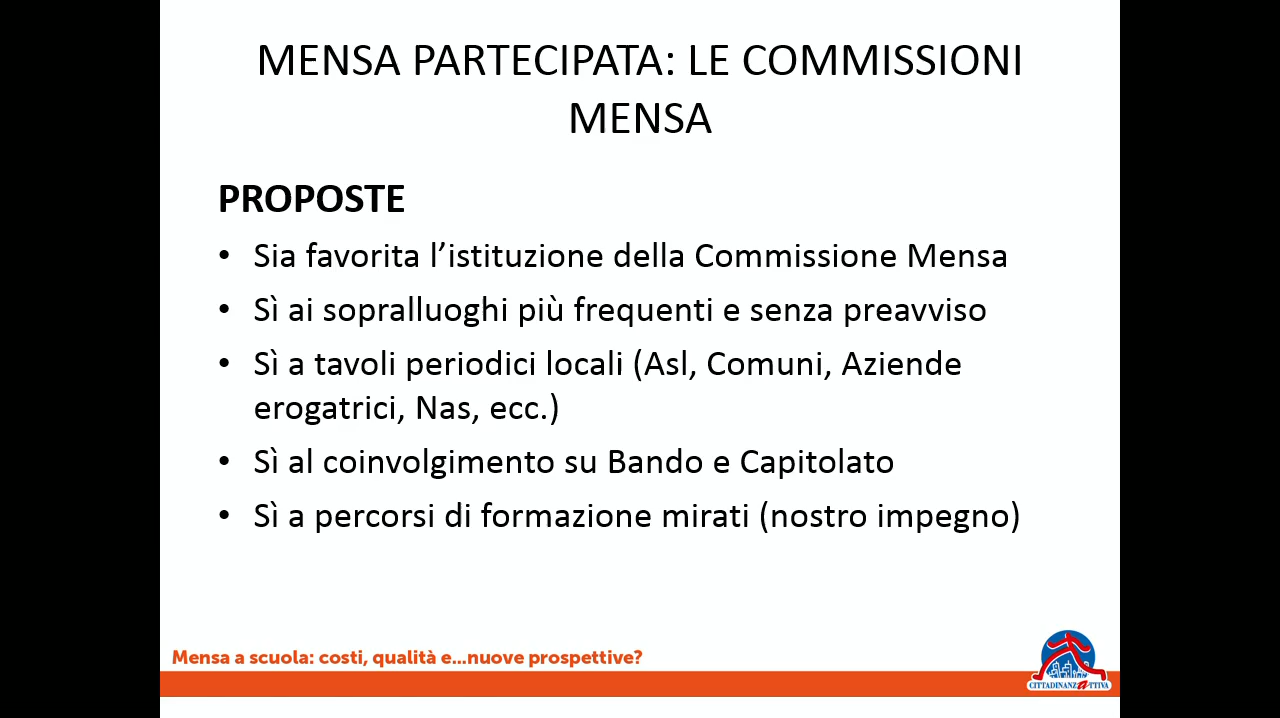 MENSA PARTECIPATA: LE COMMISSIONI
MENSA
PROPOSTE
• Sia favorita l’istituzione della Commissione Mensa
• Sì ai sopralluoghi più frequenti e senza preavviso
• Sì a tavoli periodici locali (Asl, Comuni, Aziende
erogatrici, Nas, ecc.)
• Sì al coinvolgimento su Bando e Capitolato
• Sì a percorsi di formazione mirati (nostro impegno)
Mensa a scuola: costi, qualità e...nuove prospettive?
CITTADINANZATTIVA